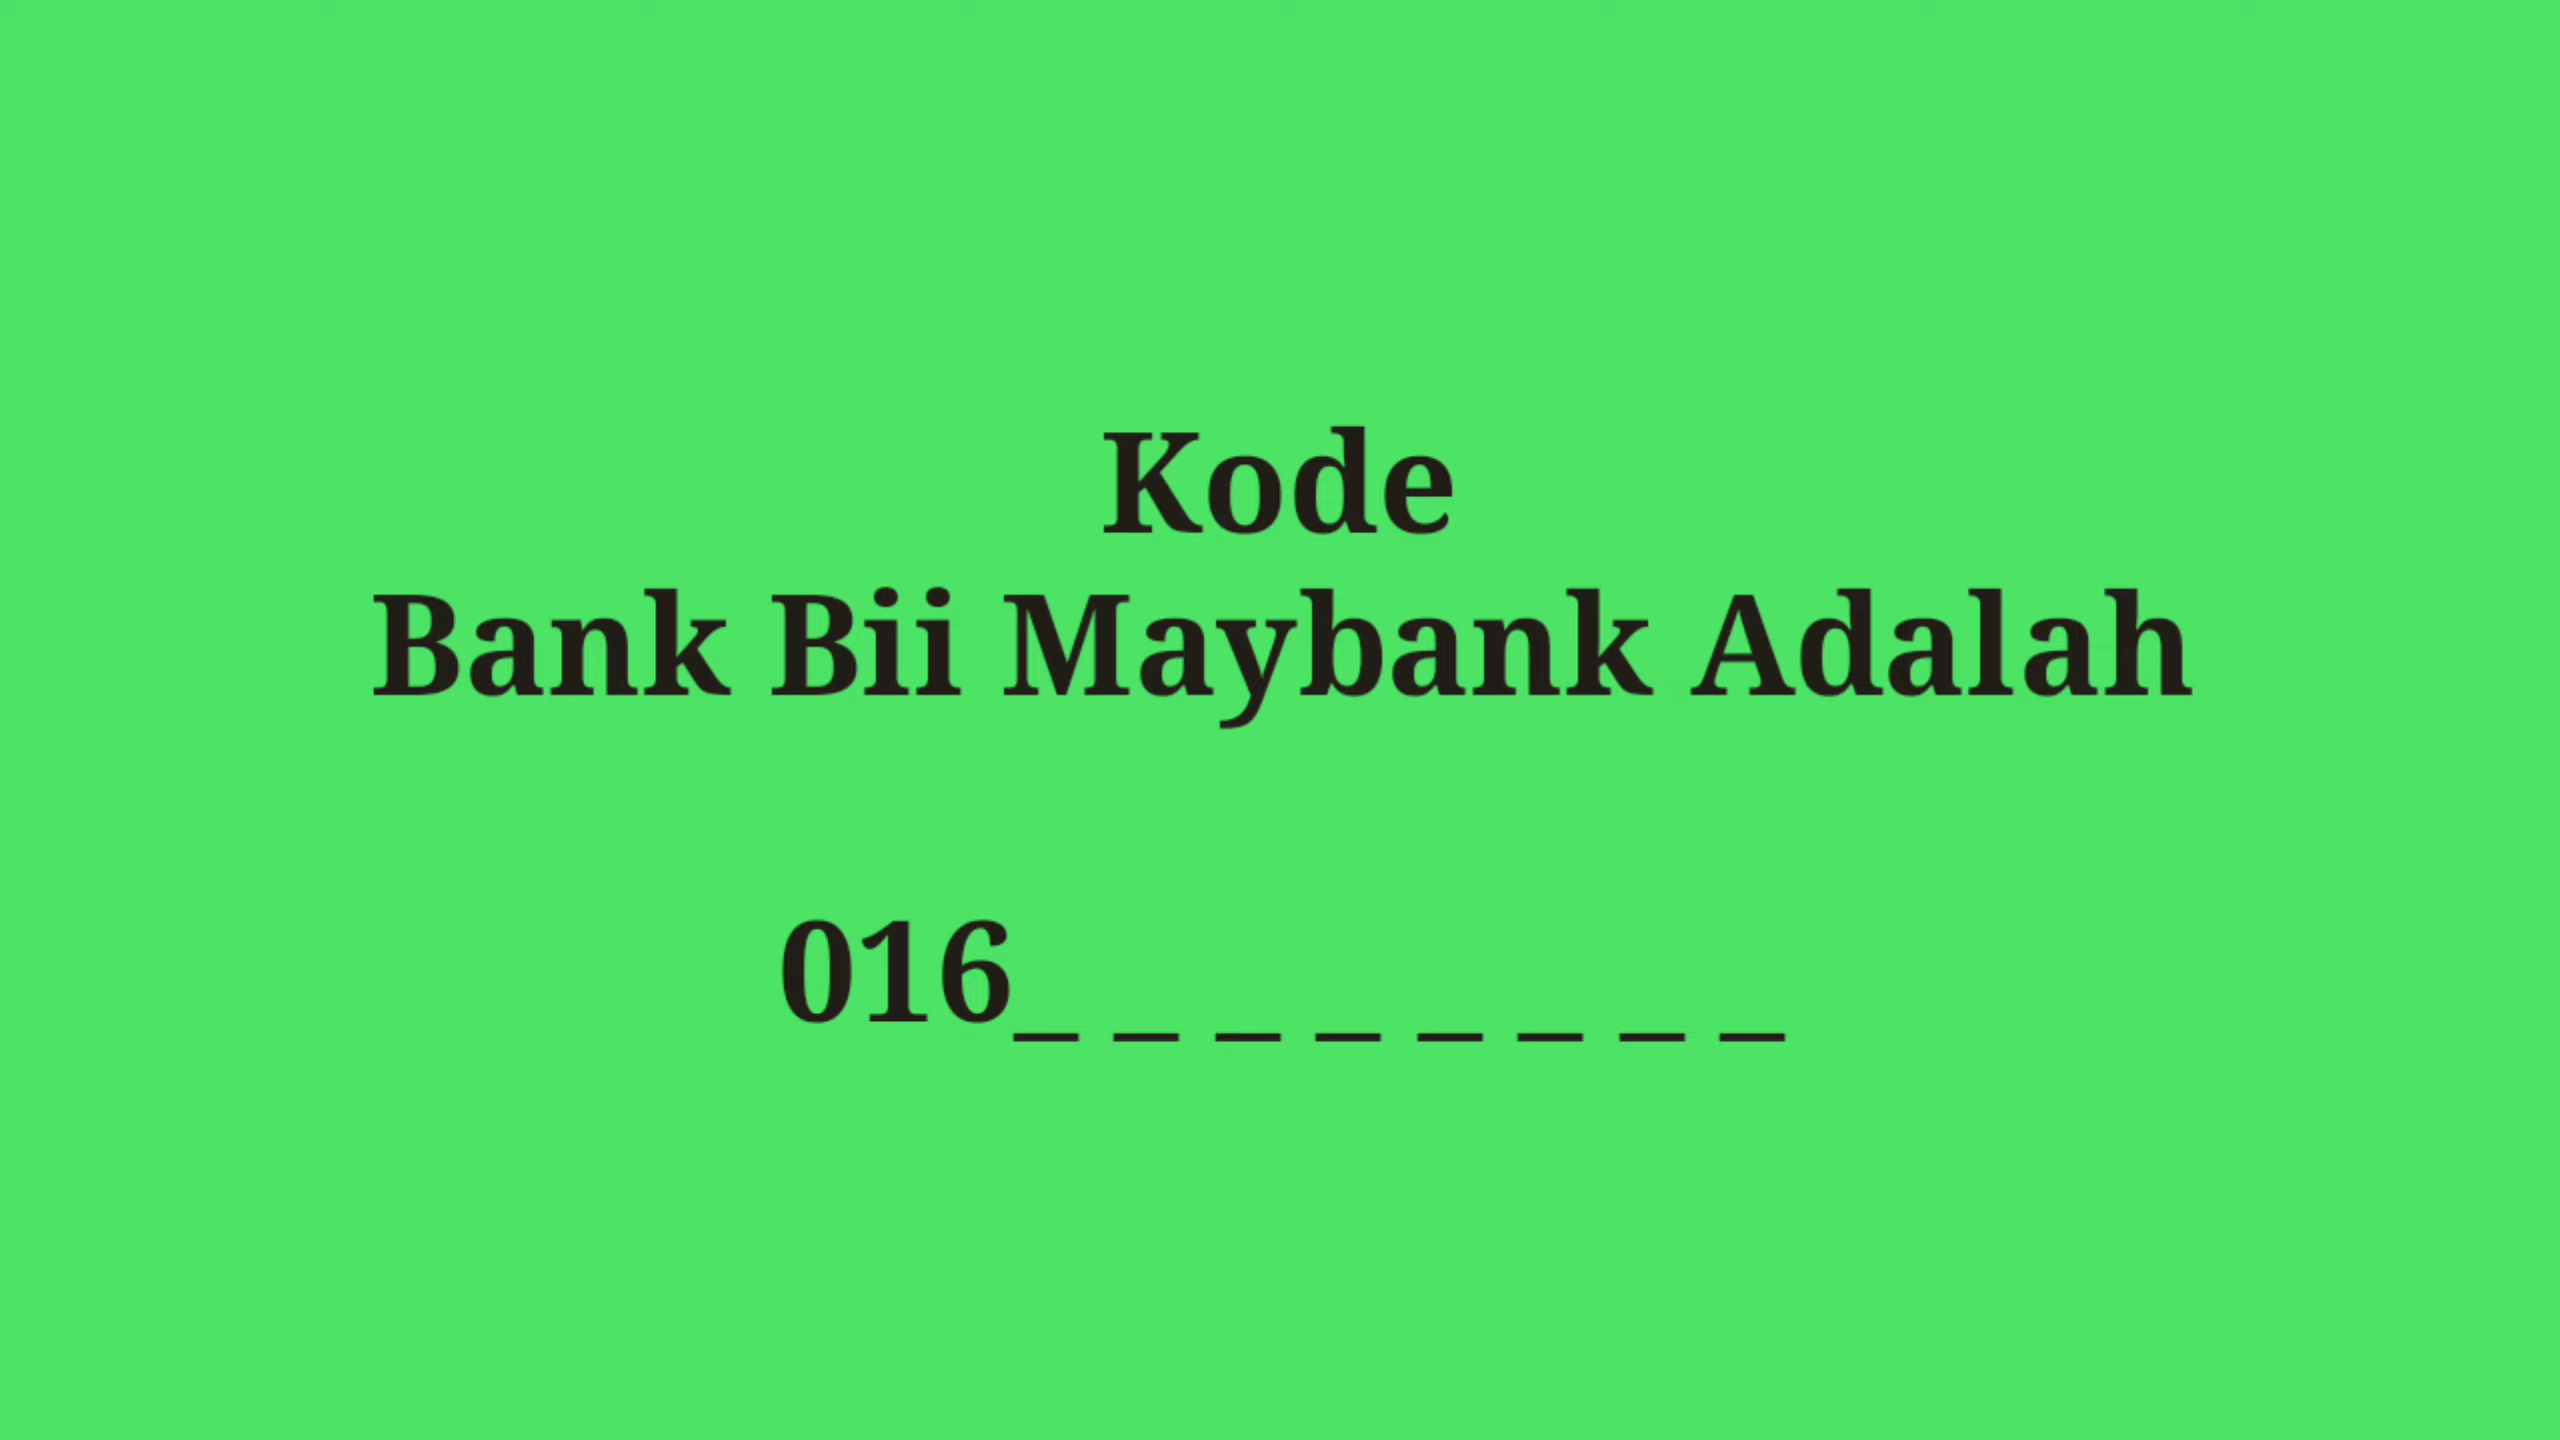 Kode
Bank Bii Maybank Adalah
016_ _ _ _ _ _ _ _